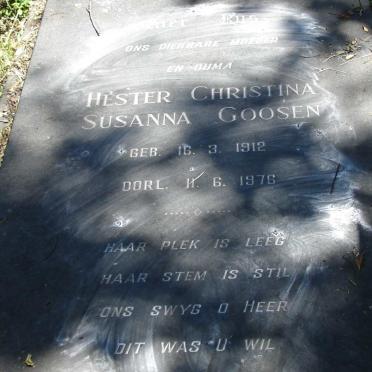 ONS DIERBARE MOEDER
EN OUMA
HESTER CHRISTINA
SUSANNA GOOSEN
GEB. 16. 3. 1912
OORL. 11. 6. 1976
HAAR PLEK IS LEEG
HAAR STEM IS STIL
ONS SWYG O HEER
DIT WAS U WIL